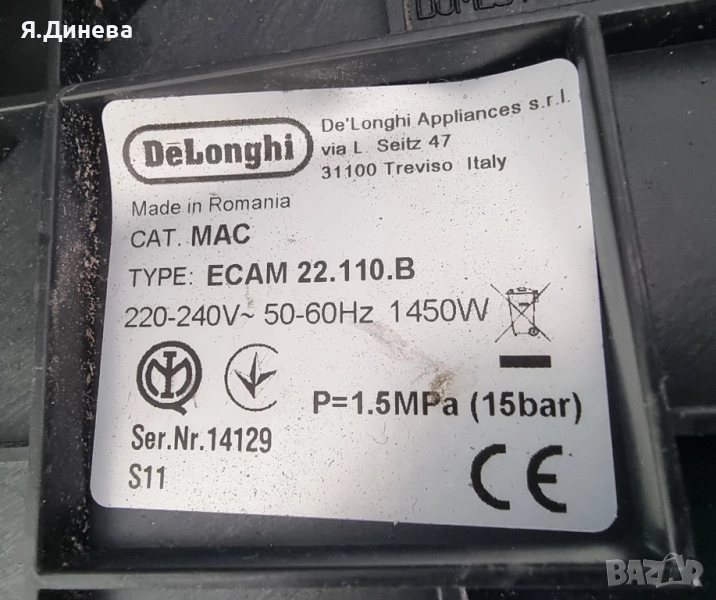 Я.Динева
DeLonghi
De'Longhi Appliances s.r.l.
via L. Seitz 47
31100 Treviso Italy
Made in Romania
CAT. MAC
TYPE: ECAM 22.110.B
220-240V~ 50-60Hz 1450W
P=1.5MPa (15bar)
Ser.Nr.14129
S11
CE
BAZAR